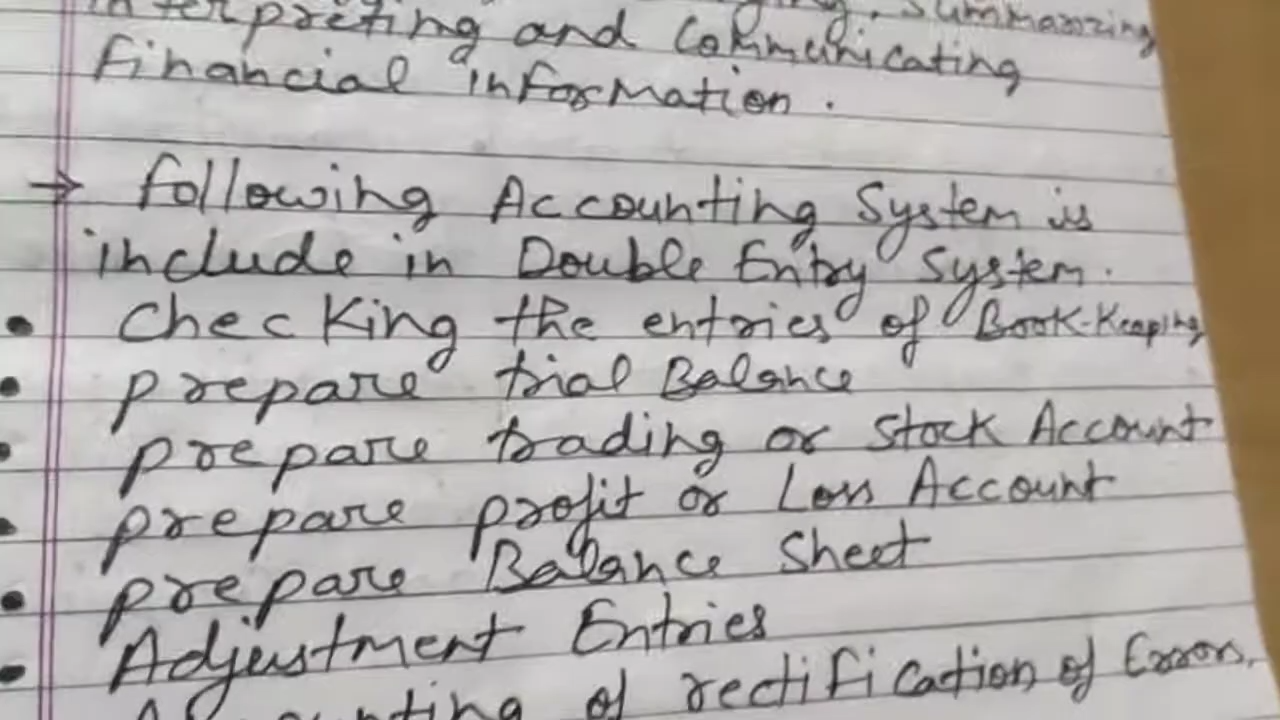 interpreting and Communicating Summarizing
financial information.
→ following Accounting System is
include in Double Entry System.
• Checking the entries of Book-Keeping
• prepare trial Balance
• prepare trading or Stock Account
• prepare profit or Loss Account
• prepare Balance Sheet
• Adjustment Entries
of rectification of Errors.